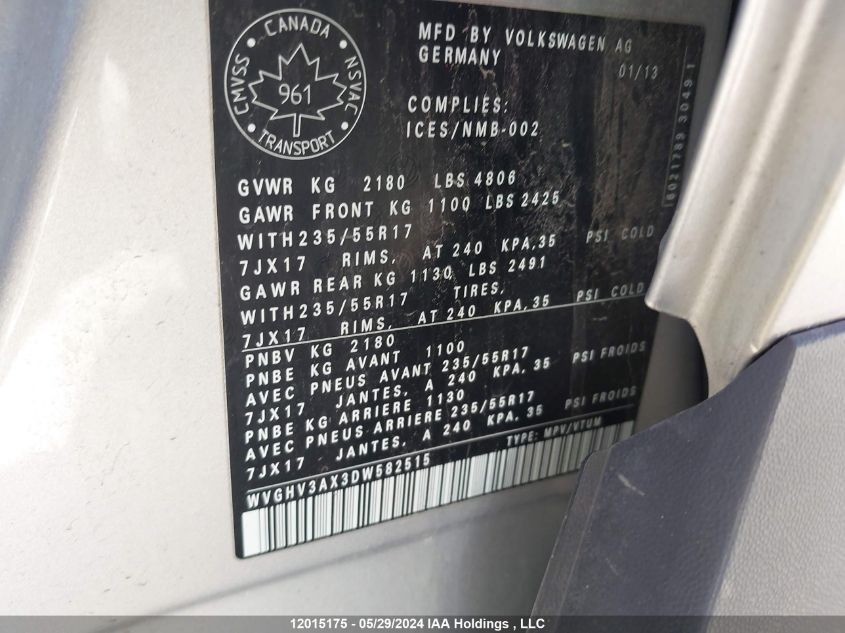 CANADA
CMVSS
NSVAC
961
TRANSPORT
MFD BY VOLKSWAGEN AG
GERMANY
01/13
COMPLIES:
ICES/NMB-002
GVWR KG 2180 LBS 4806
GAWR FRONT KG 1100 LBS 2425
WITH235/55R17
7JX17 RIMS, AT 240 KPA,35 PSI COLD
GAWR REAR KG 1130 LBS 2491
WITH235/55R17 TIRES,
7JX17 RIMS, AT 240 KPA,35 PSI COLD
PNBV KG 2180
PNBE KG AVANT 1100
AVEC PNEUS AVANT 235/55R17
7JX17 JANTES, A 240 KPA, 35 PSI FROIDS
PNBE KG ARRIERE 1130
AVEC PNEUS ARRIERE 235/55R17
7JX17 JANTES, A 240 KPA, 35 PSI FROIDS
WVGHV3AX3DW582515 TYPE: MPV/VTUM
12015175 - 05/29/2024 IAA Holdings , LLC